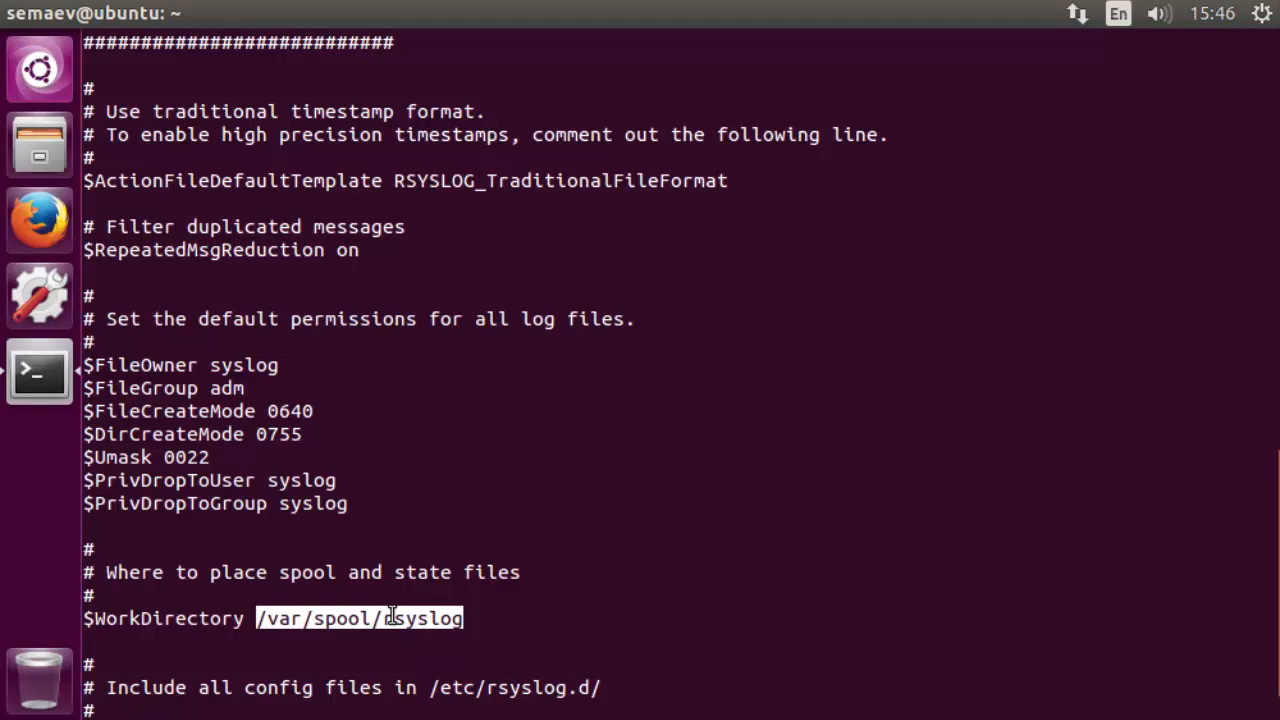 semaev@ubuntu: ~
En
15:46
###########################
#
# Use traditional timestamp format.
# To enable high precision timestamps, comment out the following line.
#
$ActionFileDefaultTemplate RSYSLOG_TraditionalFileFormat
# Filter duplicated messages
$RepeatedMsgReduction on
#
# Set the default permissions for all log files.
#
$FileOwner syslog
$FileGroup adm
$FileCreateMode 0640
$DirCreateMode 0755
$Umask 0022
$PrivDropToUser syslog
$PrivDropToGroup syslog
#
# Where to place spool and state files
#
$WorkDirectory /var/spool/rsyslog
#
# Include all config files in /etc/rsyslog.d/
#